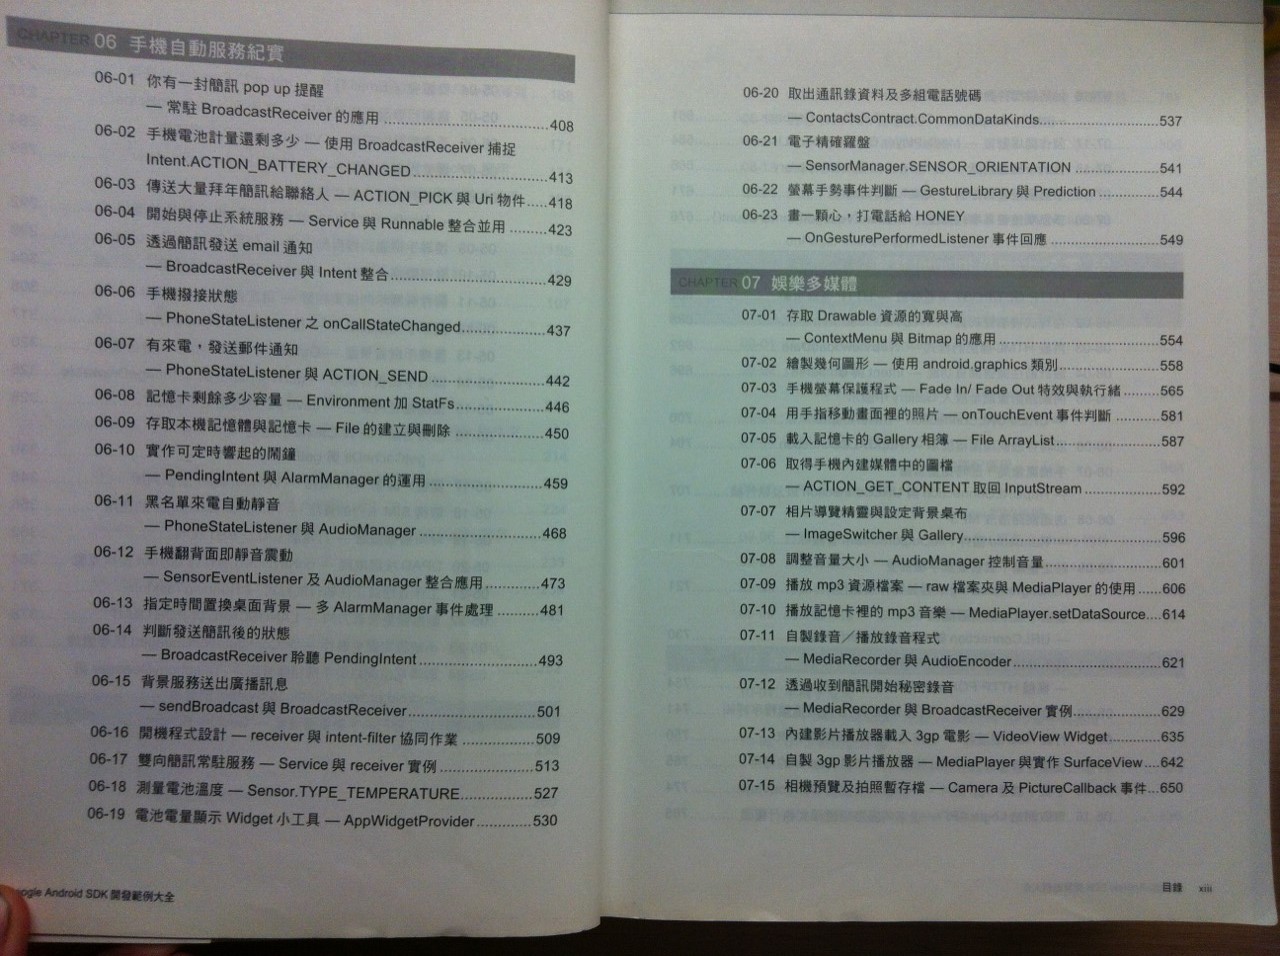 CHAPTER 06 手機自動服務紀實
06-01 你有一封簡訊 pop up 提醒
— 常駐 BroadcastReceiver 的應用 ..........408
06-02 手機電池計量還剩多少 — 使用 BroadcastReceiver 捕捉
Intent.ACTION_BATTERY_CHANGED..........413
06-03 傳送大量拜年簡訊給聯絡人 — ACTION_PICK 與 Uri 物件.....418
06-04 開始與停止系統服務 — Service 與 Runnable 整合並用 .........423
06-05 透過簡訊發送 email 通知
— BroadcastReceiver 與 Intent 整合..........429
06-06 手機撥接狀態
— PhoneStateListener 之 onCallStateChanged..........437
06-07 有來電，發送郵件通知
— PhoneStateListener 與 ACTION_SEND ..........442
06-08 記憶卡剩餘多少容量 — Environment 加 StatFs..........446
06-09 存取本機記憶體與記憶卡 — File 的建立與刪除 ..........450
06-10 實作可定時響起的鬧鐘
— PendingIntent 與 AlarmManager 的運用 ..........459
06-11 黑名單來電自動靜音
— PhoneStateListener 與 AudioManager ..........468
06-12 手機翻背面即靜音震動
— SensorEventListener 及 AudioManager 整合應用..........473
06-13 指定時間置換桌面背景 — 多 AlarmManager 事件處理 ..........481
06-14 判斷發送簡訊後的狀態
— BroadcastReceiver 聆聽 PendingIntent..........493
06-15 背景服務送出廣播訊息
— sendBroadcast 與 BroadcastReceiver..........501
06-16 開機程式設計 — receiver 與 intent-filter 協同作業 ..........509
06-17 雙向簡訊常駐服務 — Service 與 receiver 實例 ..........513
06-18 測量電池溫度 — Sensor.TYPE_TEMPERATURE..........527
06-19 電池電量顯示 Widget 小工具 — AppWidgetProvider..........530
ogle Android SDK 開發範例大全
06-20 取出通訊錄資料及多組電話號碼
— ContactsContract.CommonDataKinds..........537
06-21 電子精確羅盤
— SensorManager.SENSOR_ORIENTATION ..........541
06-22 螢幕手勢事件判斷 — GestureLibrary 與 Prediction ..........544
06-23 畫一顆心，打電話給 HONEY
— OnGesturePerformedListener 事件回應 ..........549
CHAPTER 07 娛樂多媒體
07-01 存取 Drawable 資源的寬與高
— ContextMenu 與 Bitmap 的應用 ..........554
07-02 繪製幾何圖形 — 使用 android.graphics 類別..........558
07-03 手機螢幕保護程式 — Fade In/ Fade Out 特效與執行緒 .......565
07-04 用手指移動畫面裡的照片 — onTouchEvent 事件判斷 ..........581
07-05 載入記憶卡的 Gallery 相簿 — File ArrayList..........587
07-06 取得手機內建媒體中的圖檔
— ACTION_GET_CONTENT 取回 InputStream ..........592
07-07 相片導覽精靈與設定背景桌布
— ImageSwitcher 與 Gallery..........596
07-08 調整音量大小 — AudioManager 控制音量..........601
07-09 播放 mp3 資源檔案 — raw 檔案夾與 MediaPlayer 的使用 .....606
07-10 播放記憶卡裡的 mp3 音樂 — MediaPlayer.setDataSource....614
07-11 自製錄音／播放錄音程式
— MediaRecorder 與 AudioEncoder..........621
07-12 透過收到簡訊開始秘密錄音
— MediaRecorder 與 BroadcastReceiver 實例..........629
07-13 內建影片播放器載入 3gp 電影 — VideoView Widget..........635
07-14 自製 3gp 影片播放器 — MediaPlayer 與實作 SurfaceView....642
07-15 相機預覽及拍照暫存檔 — Camera 及 PictureCallback 事件...650
目錄 xiii